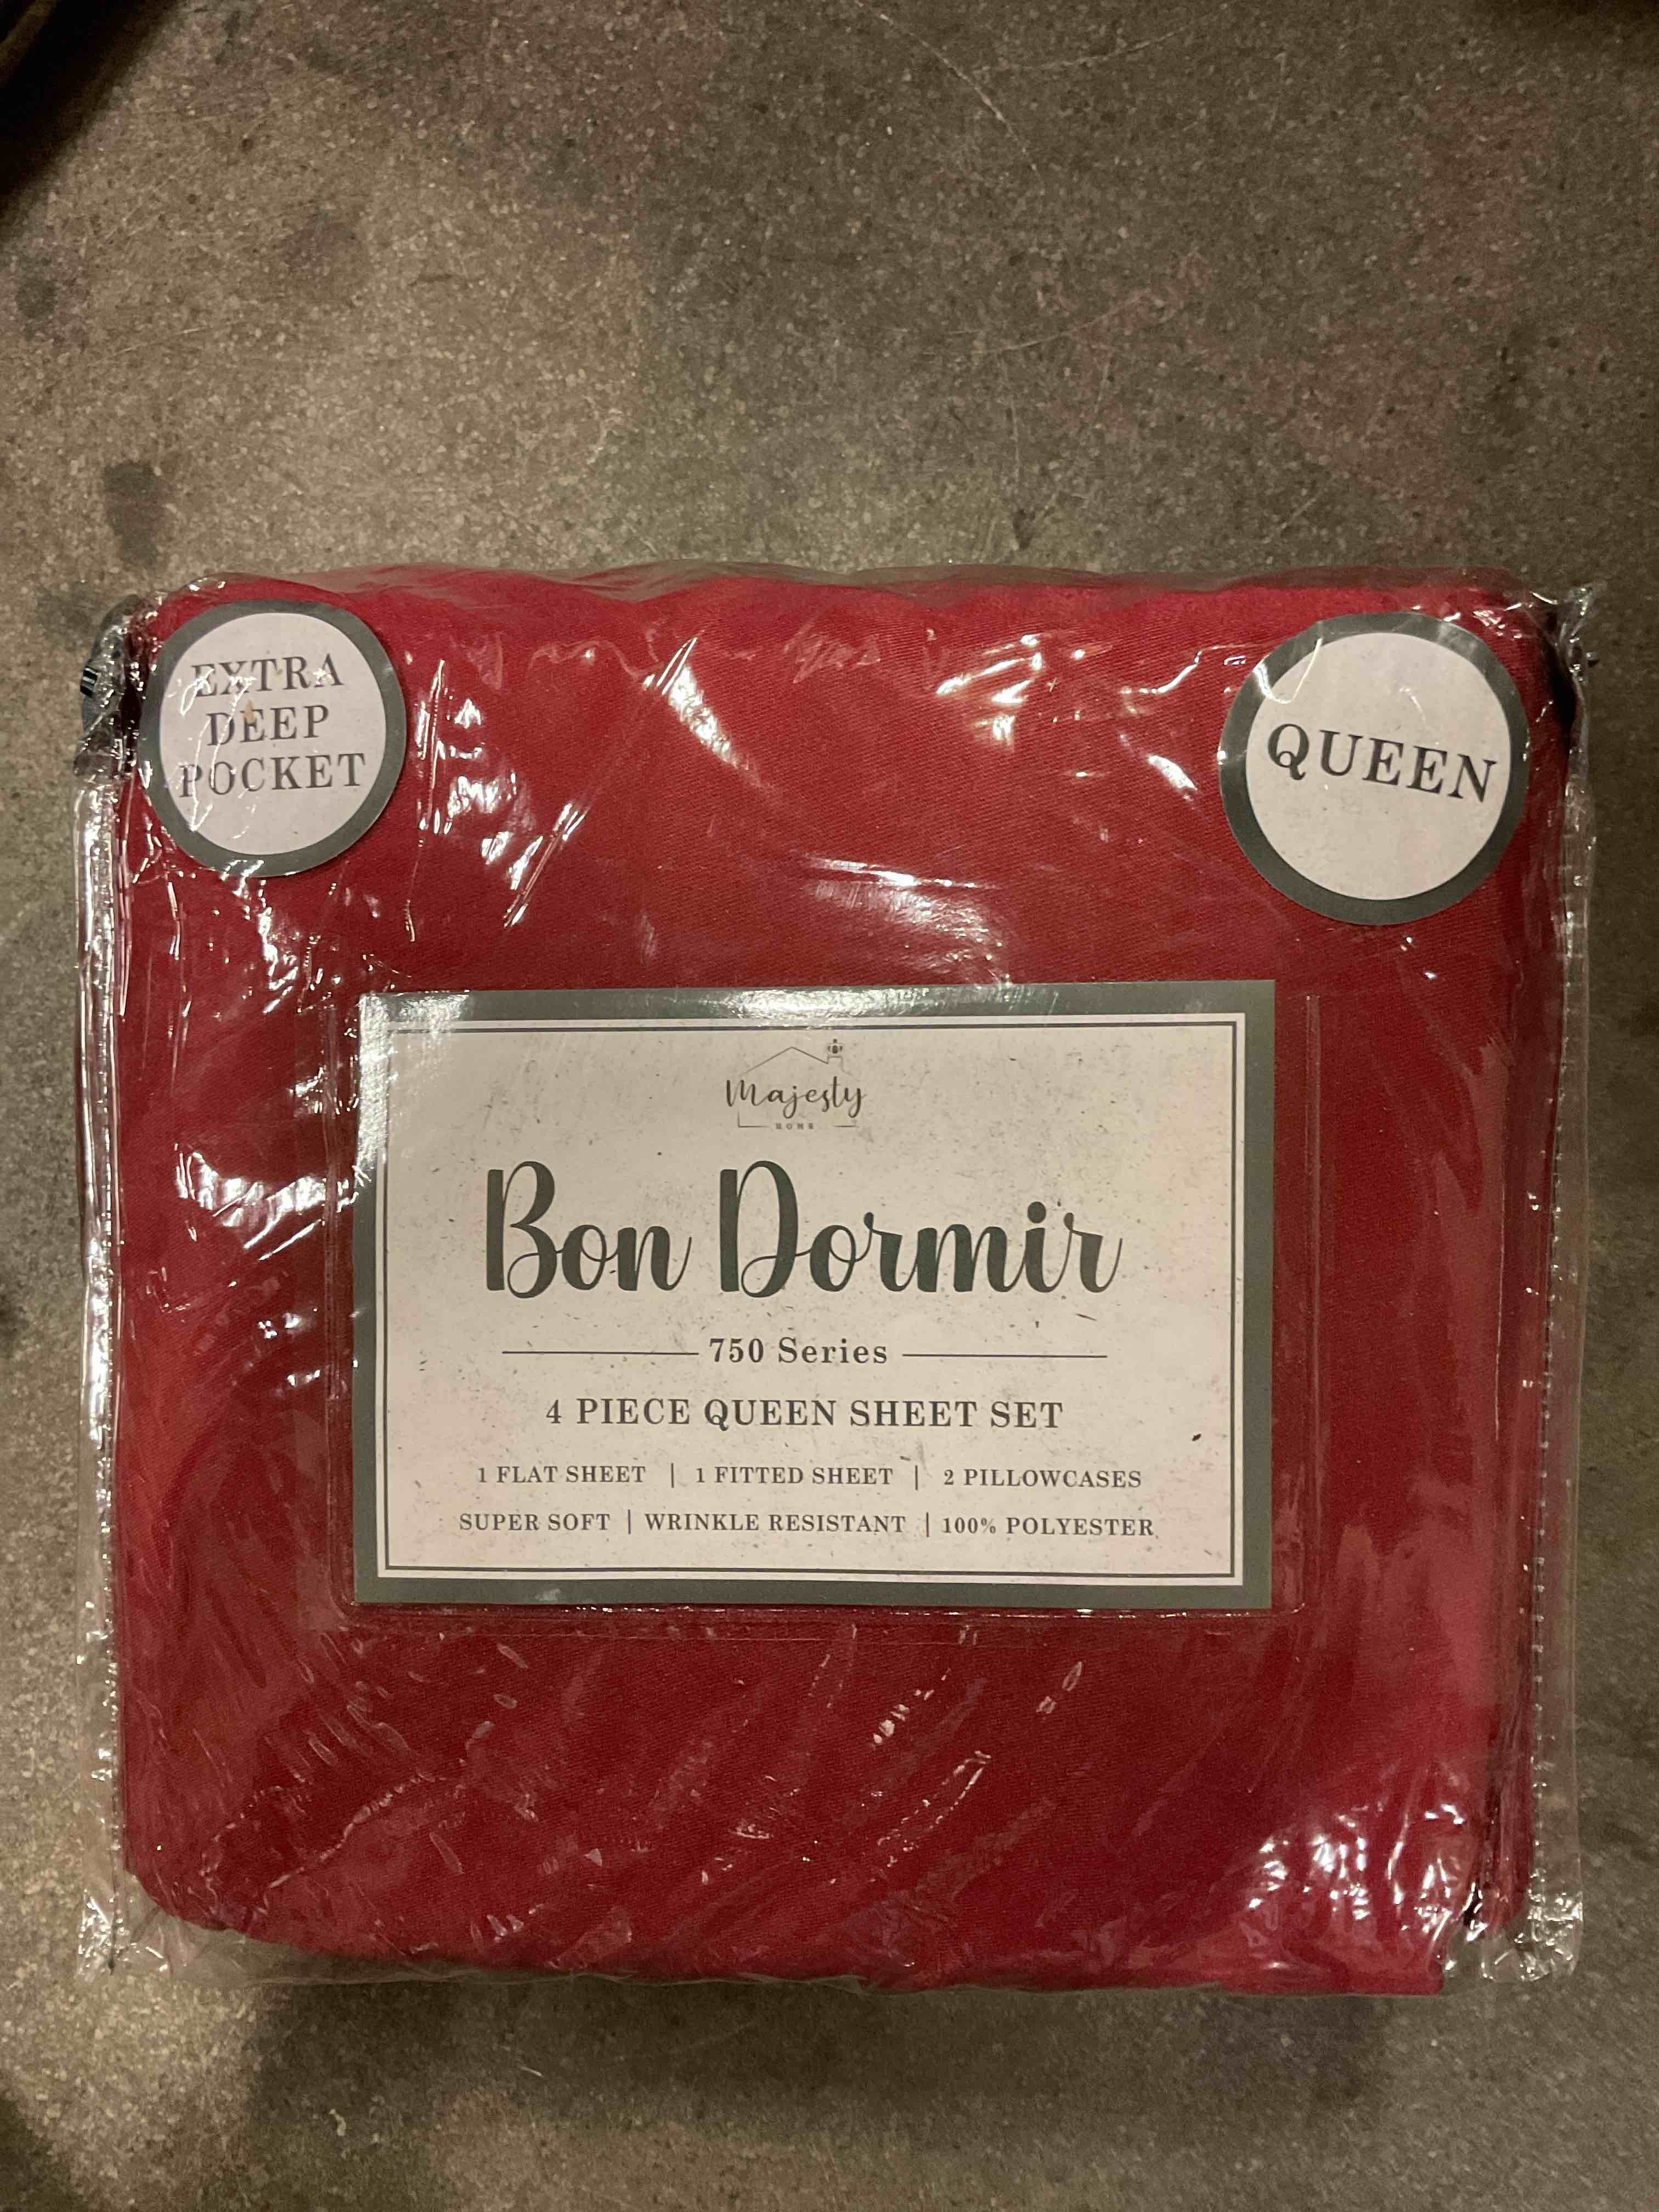 EXTRA
DEEP
POCKET
QUEEN
Majesty
HOME
Bon Dormir
750 Series
4 PIECE QUEEN SHEET SET
1 FLAT SHEET | 1 FITTED SHEET | 2 PILLOWCASES
SUPER SOFT | WRINKLE RESISTANT | 100% POLYESTER